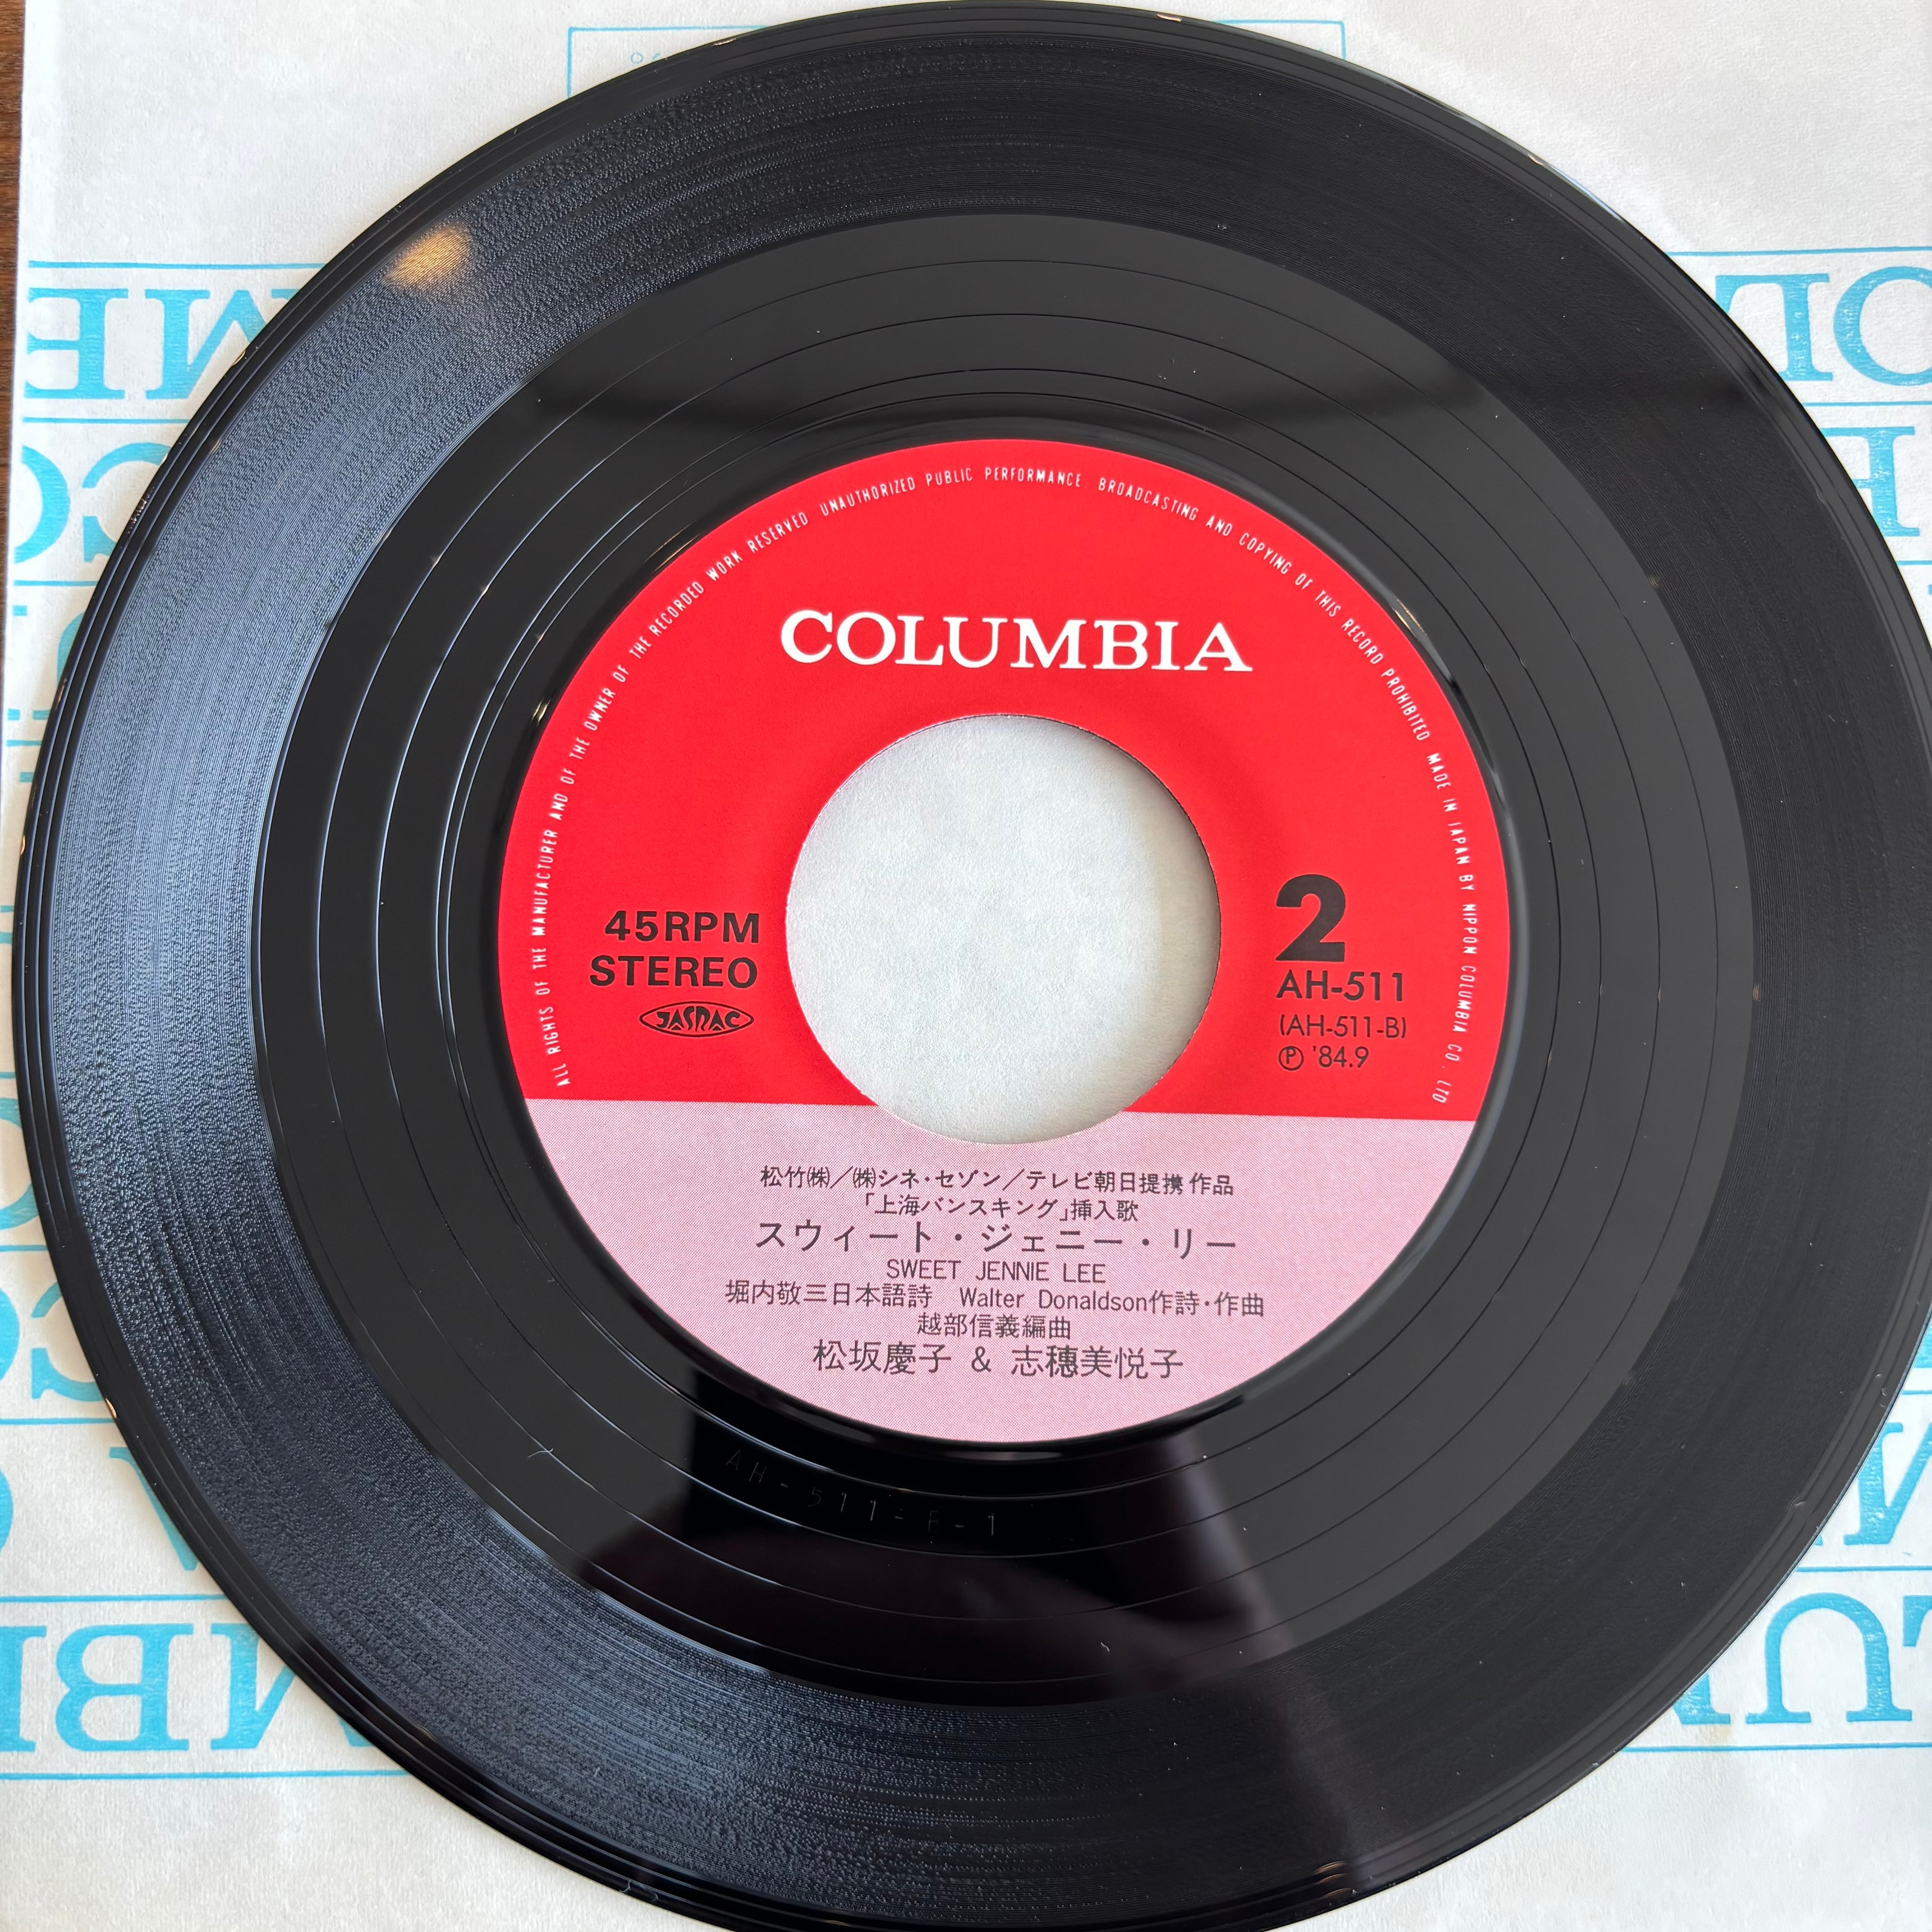 ALL RIGHTS OF THE MANUFACTURER AND OF THE OWNER OF THE RECORDED WORK RESERVED UNAUTHORIZED PUBLIC PERFORMANCE BROADCASTING AND COPYING OF THIS RECORD PROHIBITED MADE IN JAPAN BY NIPPON COLUMBIA CO. LTD
COLUMBIA
45RPM
STEREO
JASRAC
2
AH-511
(AH-511-B)
Ⓟ '84.9
松竹㈱/㈱シネ・セゾン/テレビ朝日提携作品
「上海バンスキング」挿入歌
スウィート・ジェニー・リー
SWEET JENNIE LEE
堀内敬三日本語詩 Walter Donaldson作詩・作曲
越部信義編曲
松坂慶子 & 志穂美悦子